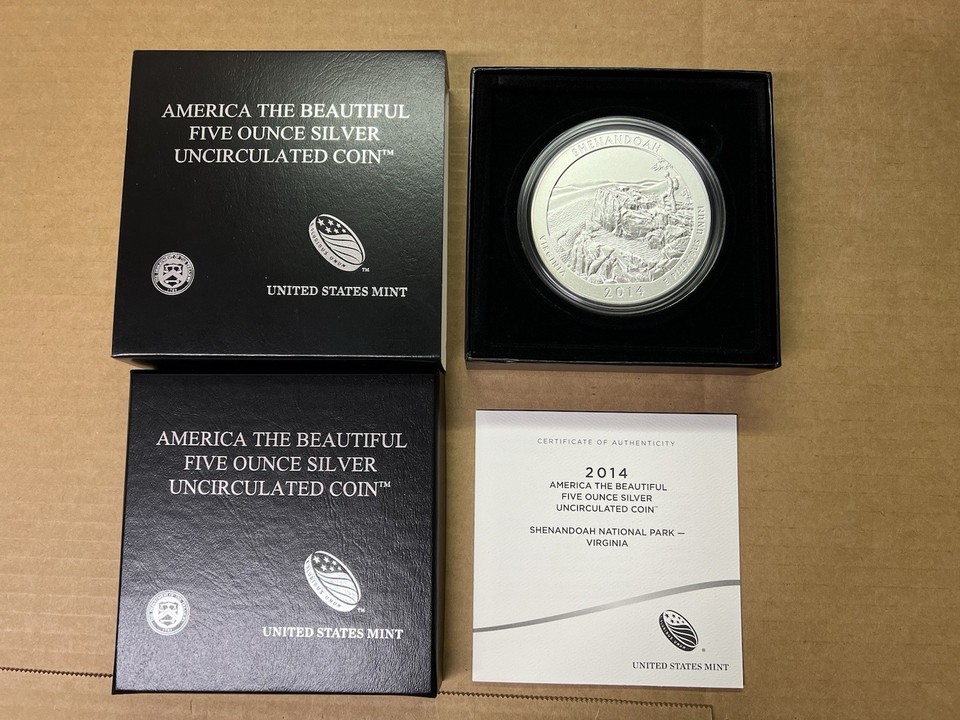 AMERICA THE BEAUTIFUL
FIVE OUNCE SILVER
UNCIRCULATED COIN™
UNITED STATES MINT
SHENANDOAH
VIRGINIA
2014
E PLURIBUS UNUM
AMERICA THE BEAUTIFUL
FIVE OUNCE SILVER
UNCIRCULATED COIN™
UNITED STATES MINT
CERTIFICATE OF AUTHENTICITY
2014
AMERICA THE BEAUTIFUL
FIVE OUNCE SILVER
UNCIRCULATED COIN™
SHENANDOAH NATIONAL PARK —
VIRGINIA
UNITED STATES MINT